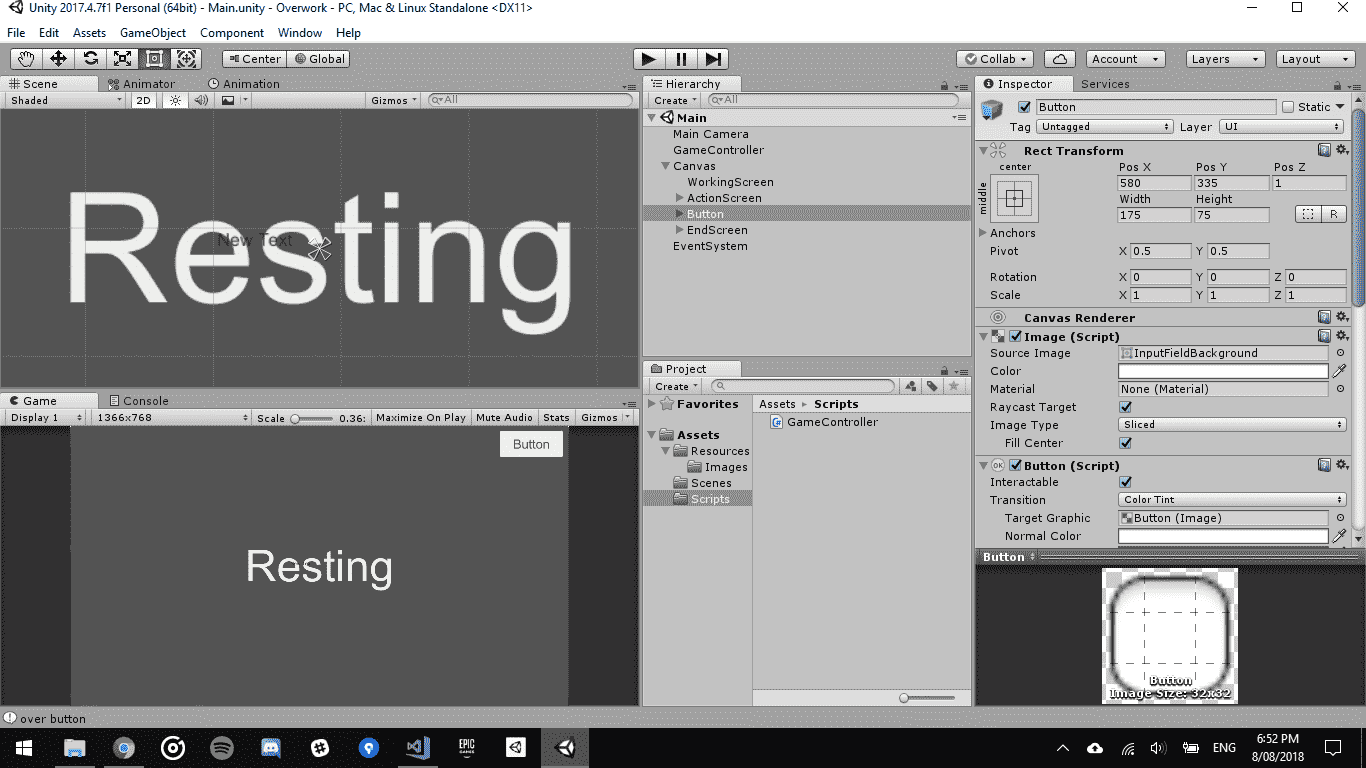 Unity 2017.4.7f1 Personal (64bit) - Main.unity - Overwork - PC, Mac & Linux Standalone <DX11>
File Edit Assets GameObject Component Window Help
Center Global Collab Account Layers Layout
Scene Animator Animation
Shaded 2D Gizmos All
Resting
New Text
Game Console
Display 1 1366x768 Scale 0.36: Maximize On Play Mute Audio Stats Gizmos
Button
Resting
Hierarchy
Create All
Main
Main Camera
GameController
Canvas
WorkingScreen
ActionScreen
Button
EndScreen
EventSystem
Project
Create
Favorites
Assets
Resources
Images
Scenes
Scripts
Assets Scripts
GameController
Inspector Services
Button Static
Tag Untagged Layer UI
Rect Transform
center Pos X Pos Y Pos Z
middle 580 335 1
Width Height
175 75 R
Anchors
Pivot X 0.5 Y 0.5
Rotation X 0 Y 0 Z 0
Scale X 1 Y 1 Z 1
Canvas Renderer
Image (Script)
Source Image InputFieldBackground
Color
Material None (Material)
Raycast Target
Image Type Sliced
Fill Center
OK Button (Script)
Interactable
Transition Color Tint
Target Graphic Button (Image)
Normal Color
Button
Button
Image Size: 32x32
over button
EPIC GAMES ENG 6:52 PM
8/08/2018